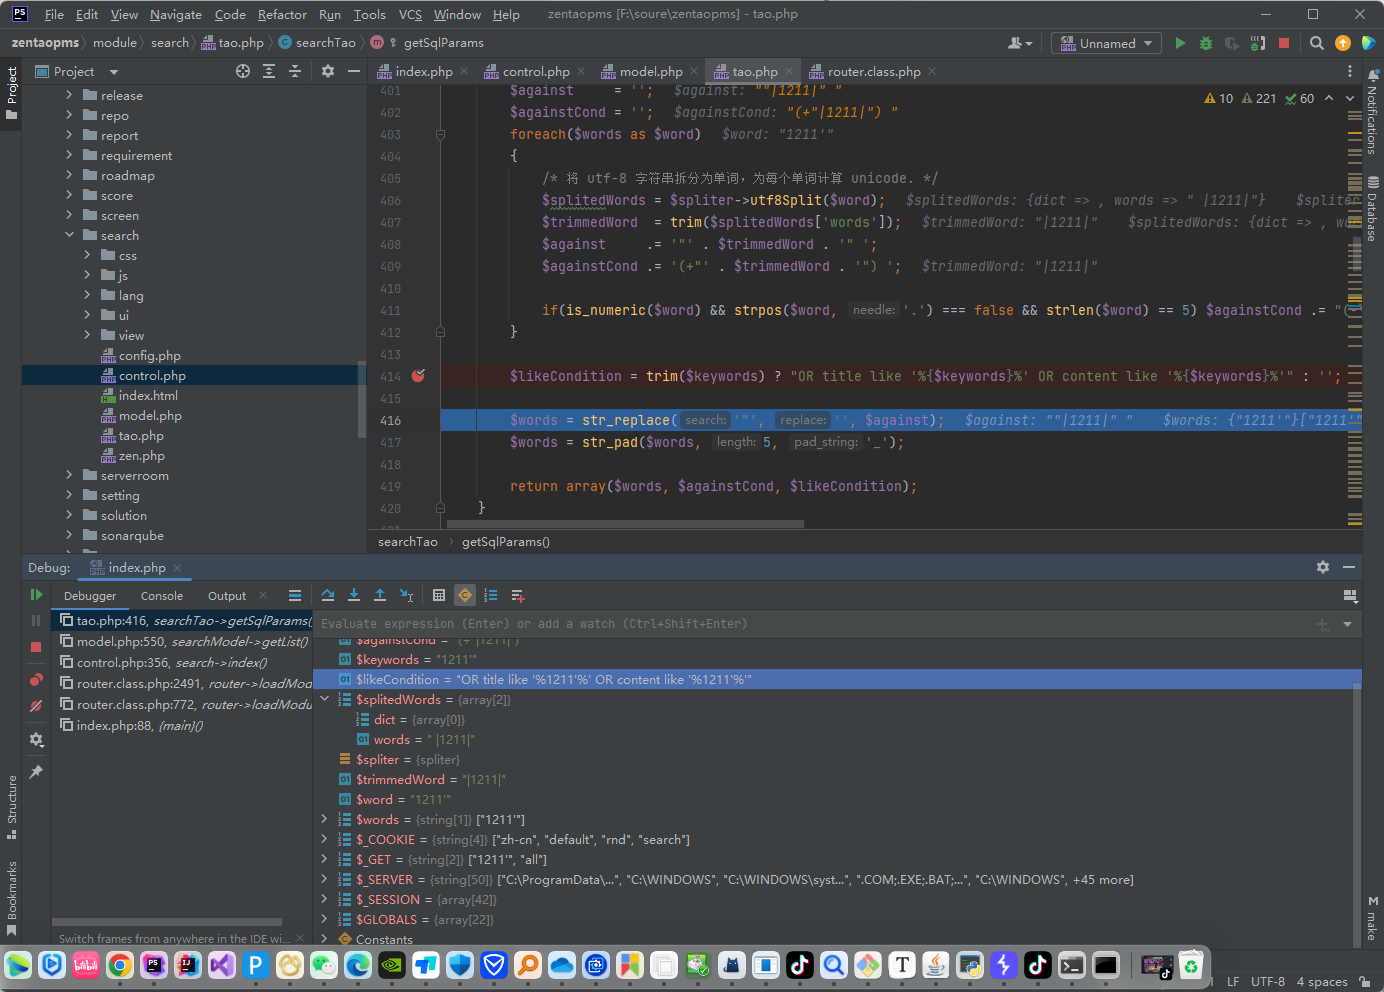 PS File Edit View Navigate Code Refactor Run Tools VCS Window Help zentaopms [F:\soure\zentaopms] - tao.php
zentaopms module search tao.php searchTao getSqlParams Unnamed
Project index.php control.php model.php tao.php router.class.php
Project
Notifications
Database
Structure
Bookmarks
make
release
repo
report
requirement
roadmap
score
screen
search
css
js
lang
ui
view
config.php
control.php
index.html
model.php
tao.php
zen.php
serverroom
setting
solution
sonarqube
10 221 60
401 $against = ''; $against: ""|1211|" "
402 $againstCond = ''; $againstCond: "(+"|1211|") "
403 foreach($words as $word) $word: "1211'"
404 {
405 /* 将 utf-8 字符串拆分为单词，为每个单词计算 unicode. */
406 $splitedWords = $spliter->utf8Split($word); $splitedWords: {dict => , words => " |1211|"} $spliter
407 $trimmedWord = trim($splitedWords['words']); $trimmedWord: "|1211|" $splitedWords: {dict => , wo
408 $against .= '"' . $trimmedWord . '" ';
409 $againstCond .= '(+"' . $trimmedWord . '") '; $trimmedWord: "|1211|"
410
411 if(is_numeric($word) && strpos($word, needle: '.') === false && strlen($word) == 5) $againstCond .= "(-
412 }
413
414 $likeCondition = trim($keywords) ? "OR title like '%{$keywords}%' OR content like '%{$keywords}%'" : '';
415
416 $words = str_replace( search: '"', replace: '', $against); $against: ""|1211|" " $words: {"1211'"}["1211'"
417 $words = str_pad($words, length: 5, pad_string: '_');
418
419 return array($words, $againstCond, $likeCondition);
420 }
searchTao getSqlParams()
Debug: index.php
Debugger Console Output
tao.php:416, searchTao->getSqlParams()
model.php:550, searchModel->getList()
control.php:356, search->index()
router.class.php:2491, router->loadMod
router.class.php:772, router->loadModu
index.php:88, {main}()
Switch frames from anywhere in the IDE wi...
Evaluate expression (Enter) or add a watch (Ctrl+Shift+Enter)
$againstCond = "(+"|1211|")"
$keywords = "1211'"
$likeCondition = "OR title like '%1211'%' OR content like '%1211'%'"
$splitedWords = {array[2]}
dict = {array[0]}
words = " |1211|"
$spliter = {spliter}
$trimmedWord = "|1211|"
$word = "1211'"
$words = {string[1]} ["1211'"]
$_COOKIE = {string[4]} ["zh-cn", "default", "rnd", "search"]
$_GET = {string[2]} ["1211'", "all"]
$_SERVER = {string[50]} ["C:\ProgramData\...", "C:\WINDOWS", "C:\WINDOWS\syst...", ".COM;.EXE;.BAT;...", "C:\WINDOWS", +45 more]
$_SESSION = {array[42]}
$GLOBALS = {array[22]}
Constants
LF UTF-8 4 spaces